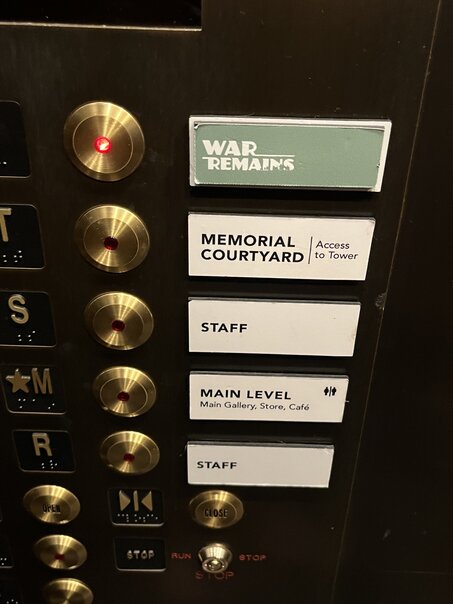 WAR
REMAINS
T
MEMORIAL
COURTYARD
Access
to Tower
S
STAFF
★M
MAIN LEVEL
Main Gallery, Store, Café
R
STAFF
OPEN
CLOSE
STOP
RUN
STOP
STOP